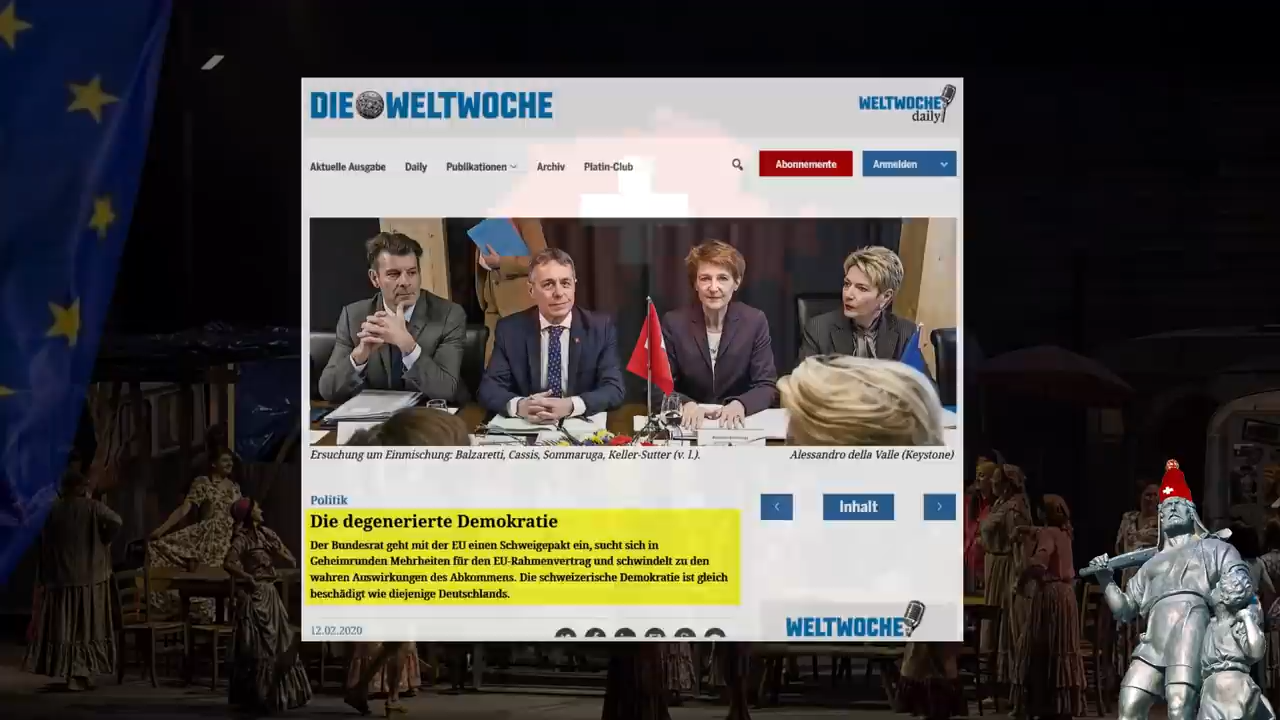 DIE WELTWOCHE
WELTWOCHE
daily
Aktuelle Ausgabe Daily Publikationen Archiv Platin-Club
Abonnemente
Anmelden
Ersuchung um Einmischung: Balzaretti, Cassis, Sommaruga, Keller-Sutter (v. l.).
Alessandro della Valle (Keystone)
Politik
Inhalt
Die degenerierte Demokratie
Der Bundesrat geht mit der EU einen Schweigepakt ein, sucht sich in
Geheimrunden Mehrheiten für den EU-Rahmenvertrag und schwindelt zu den
wahren Auswirkungen des Abkommens. Die schweizerische Demokratie ist gleich
beschädigt wie diejenige Deutschlands.
12.02.2020
WELTWOCHE